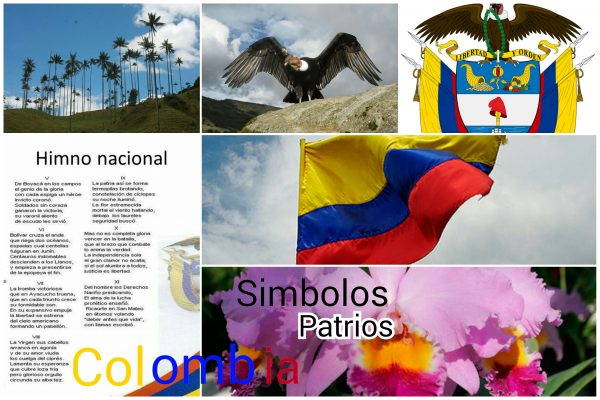 LIBERTAD Y ORDEN
Himno nacional
V
De Boyacá en los campos
el genio de la gloria
con cada espiga un héroe
invicto coronó.
Soldados sin coraza
ganaron la victoria;
su varonil aliento
de escudo les sirvió.
VI
Bolívar cruza el ande
que riega dos océanos,
espadas cual centellas
fulguran en Junín.
Centauros indomables
descienden a los Llanos,
y empieza a presentirse
de la epopeya el fin.
VII
La trompa victoriosa
que en Ayacucho truena,
que en cada triunfo crece
su formidable son.
En su expansivo empuje
la libertad se estrena
del cielo americano
formando un pabellón.
VIII
La Virgen sus cabellos
arranca en agonía
y de su amor viuda
los cuelga del ciprés.
Lamenta su esperanza
que cubre loza fría
pero glorioso orgullo
circunda su alba tez.
IX
La patria así se forma
termópilas brotando,
constelación de cíclopes
su noche iluminó.
La flor estremecida
mortal el viento hallando,
debajo los laureles
seguridad buscó.
X
Mas no es completa gloria
vencer en la batalla,
que el brazo que combate
lo anima la verdad.
La independencia sola
el gran clamor no acalla,
si el sol alumbra a todos,
justicia es libertad.
XI
Del hombre los Derechos
Nariño predicando,
El alma de la lucha
profético enseñó.
Ricaurte en San Mateo
en átomos volando
"deber antes que vida",
con llamas escribió.
Simbolos
Patrios
Colombia